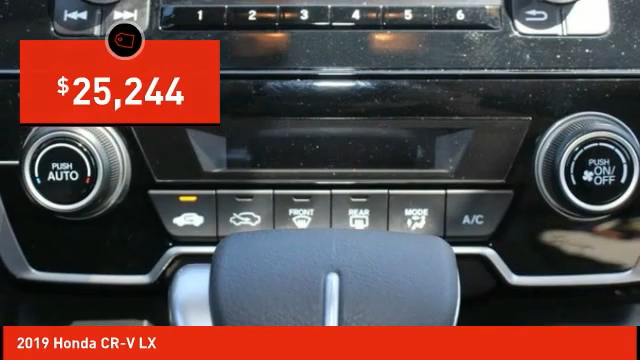 1 2 3 4 5 6
$25,244
PUSH
AUTO
PUSH
ON/
OFF
FRONT
REAR
MODE
A/C
2019 Honda CR-V LX